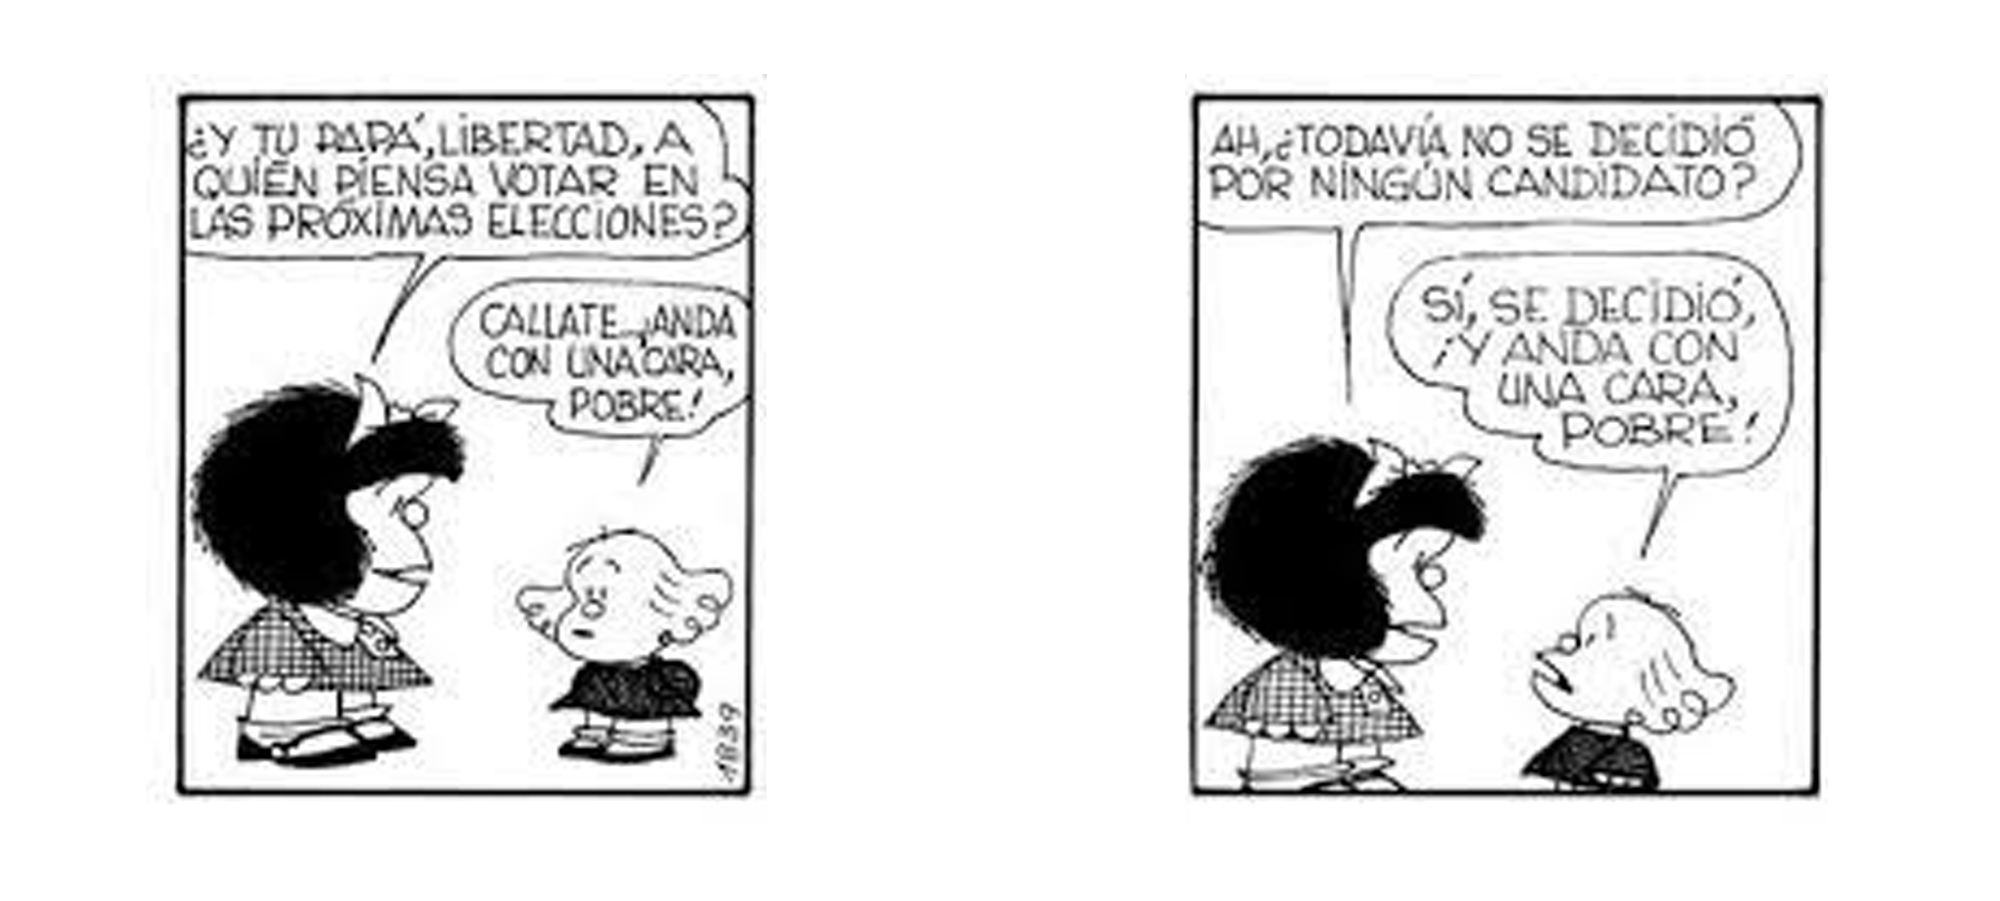 ¿Y TU PAPÁ, LIBERTAD, A
QUIÉN PIENSA VOTAR EN
LAS PRÓXIMAS ELECCIONES?
CALLATE...¡ANDA
CON UNA CARA,
POBRE!
1839
AH, ¿TODAVÍA NO SE DECIDIÓ
POR NINGÚN CANDIDATO?
SÍ, SE DECIDIÓ,
¡Y ANDA CON
UNA CARA,
POBRE!